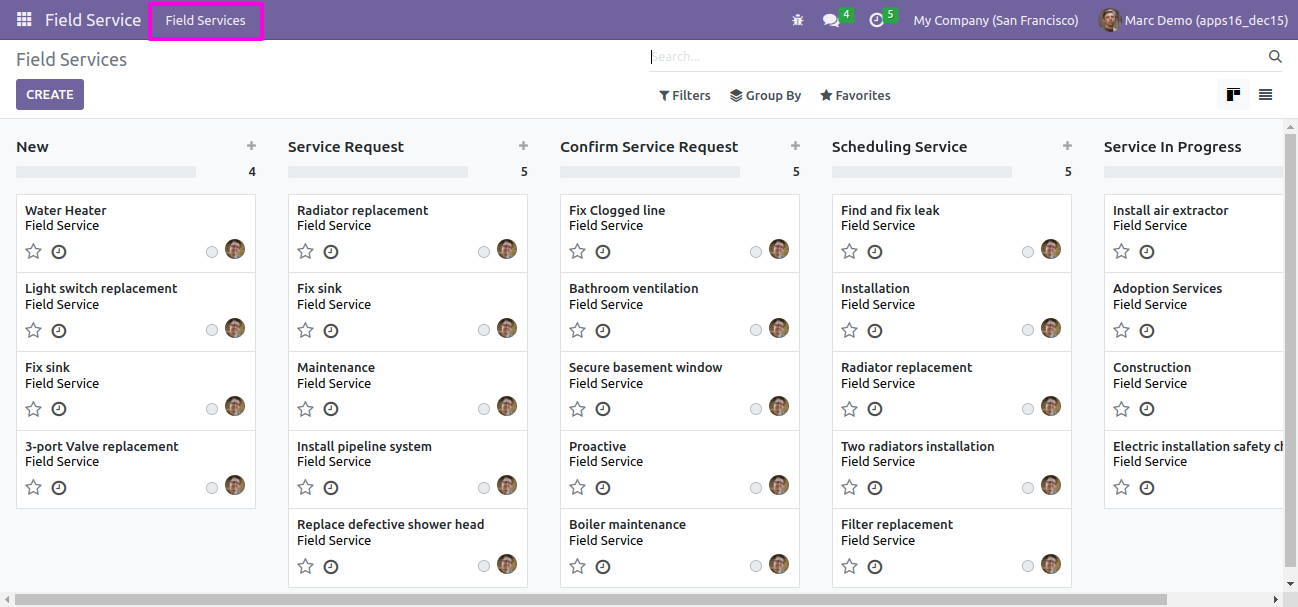 Field Service Field Services 4 5 My Company (San Francisco) Marc Demo (apps16_dec15)
Field Services Search...
CREATE Filters Group By Favorites
New +
4
Water Heater
Field Service
Light switch replacement
Field Service
Fix sink
Field Service
3-port Valve replacement
Field Service
Service Request +
5
Radiator replacement
Field Service
Fix sink
Field Service
Maintenance
Field Service
Install pipeline system
Field Service
Replace defective shower head
Field Service
Confirm Service Request +
5
Fix Clogged line
Field Service
Bathroom ventilation
Field Service
Secure basement window
Field Service
Proactive
Field Service
Boiler maintenance
Field Service
Scheduling Service +
5
Find and fix leak
Field Service
Installation
Field Service
Radiator replacement
Field Service
Two radiators installation
Field Service
Filter replacement
Field Service
Service In Progress
Install air extractor
Field Service
Adoption Services
Field Service
Construction
Field Service
Electric installation safety ch
Field Service